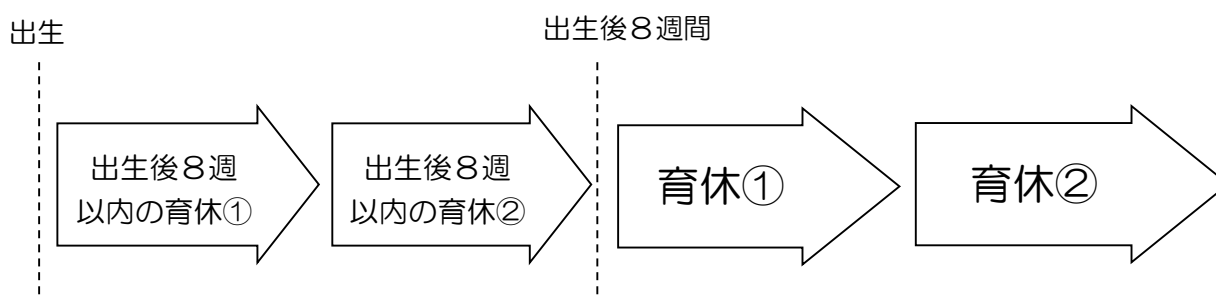 出生
出生後８週間
出生後８週
以内の育休①
出生後８週
以内の育休②
育休①
育休②